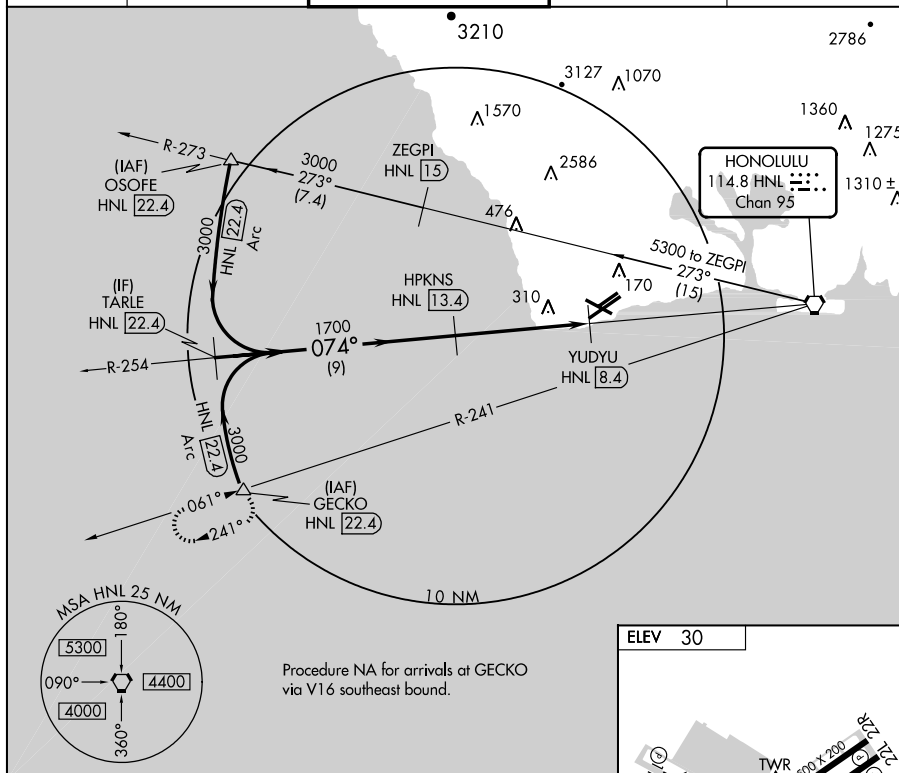 3210
2786
3127
1070
1570
1360
1275
R-273
3000
273°
(7.4)
ZEGPI
HNL 15
2586
HONOLULU
114.8 HNL
Chan 95
1310 ±
(IAF)
OSOFE
HNL 22.4
3000
HNL 22.4
Arc
476
5300 to ZEGPI
273°
(15)
170
310
HPKNS
HNL 13.4
(IF)
TARLE
HNL 22.4
1700
074°
(9)
R-254
YUDYU
HNL 8.4
R-241
HNL 22.4
Arc
3000
(IAF)
GECKO
HNL 22.4
061°
241°
10 NM
MSA HNL 25 NM
180°
5300
090°
4400
4000
360°
Procedure NA for arrivals at GECKO
via V16 southeast bound.
ELEV 30
TWR
22R
22L
P
P